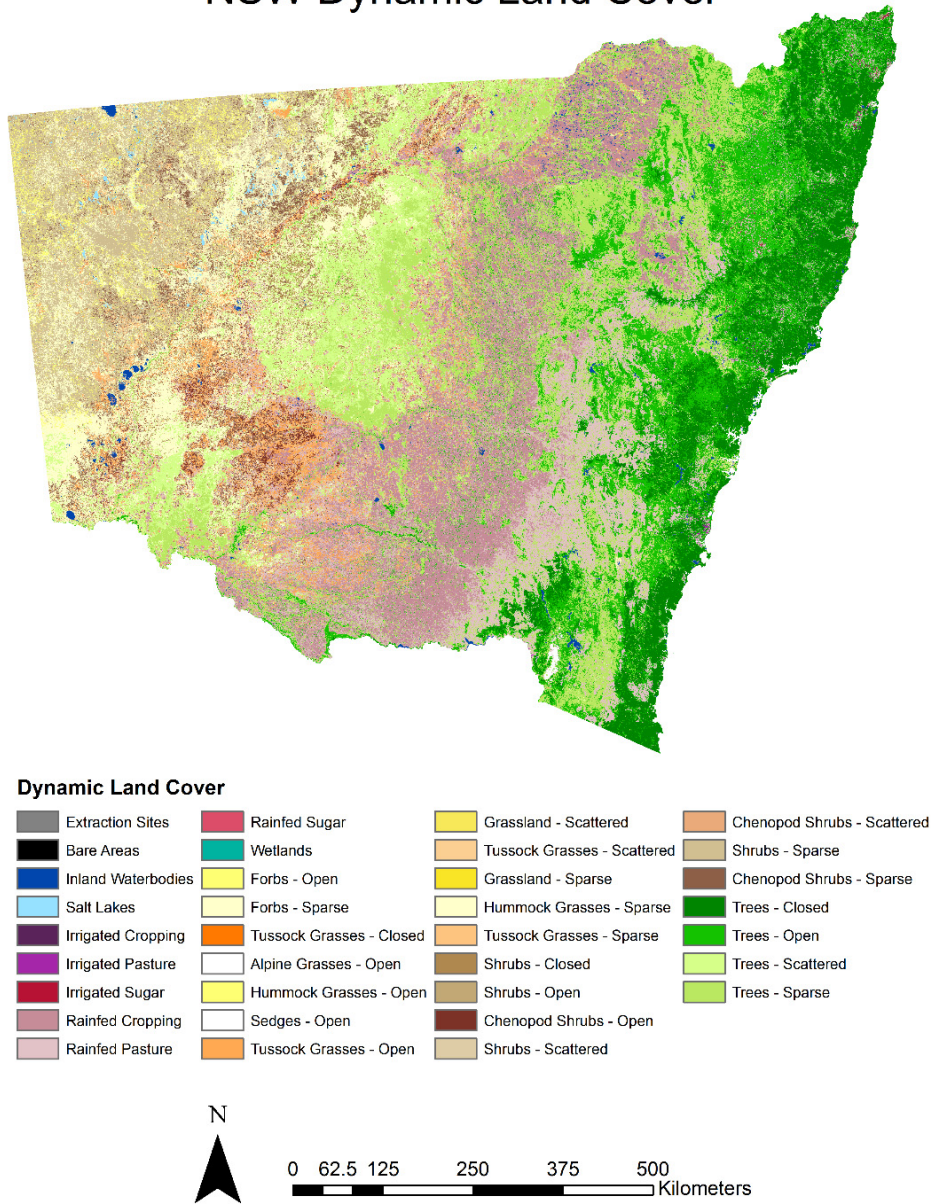 NSW Dynamic Land Cover
Dynamic Land Cover
Extraction Sites
Bare Areas
Inland Waterbodies
Salt Lakes
Irrigated Cropping
Irrigated Pasture
Irrigated Sugar
Rainfed Cropping
Rainfed Pasture
Rainfed Sugar
Wetlands
Forbs - Open
Forbs - Sparse
Tussock Grasses - Closed
Alpine Grasses - Open
Hummock Grasses - Open
Sedges - Open
Tussock Grasses - Open
Grassland - Scattered
Tussock Grasses - Scattered
Grassland - Sparse
Hummock Grasses - Sparse
Tussock Grasses - Sparse
Shrubs - Closed
Shrubs - Open
Chenopod Shrubs - Open
Shrubs - Scattered
Chenopod Shrubs - Scattered
Shrubs - Sparse
Chenopod Shrubs - Sparse
Trees - Closed
Trees - Open
Trees - Scattered
Trees - Sparse
N
0 62.5 125 250 375 500
Kilometers